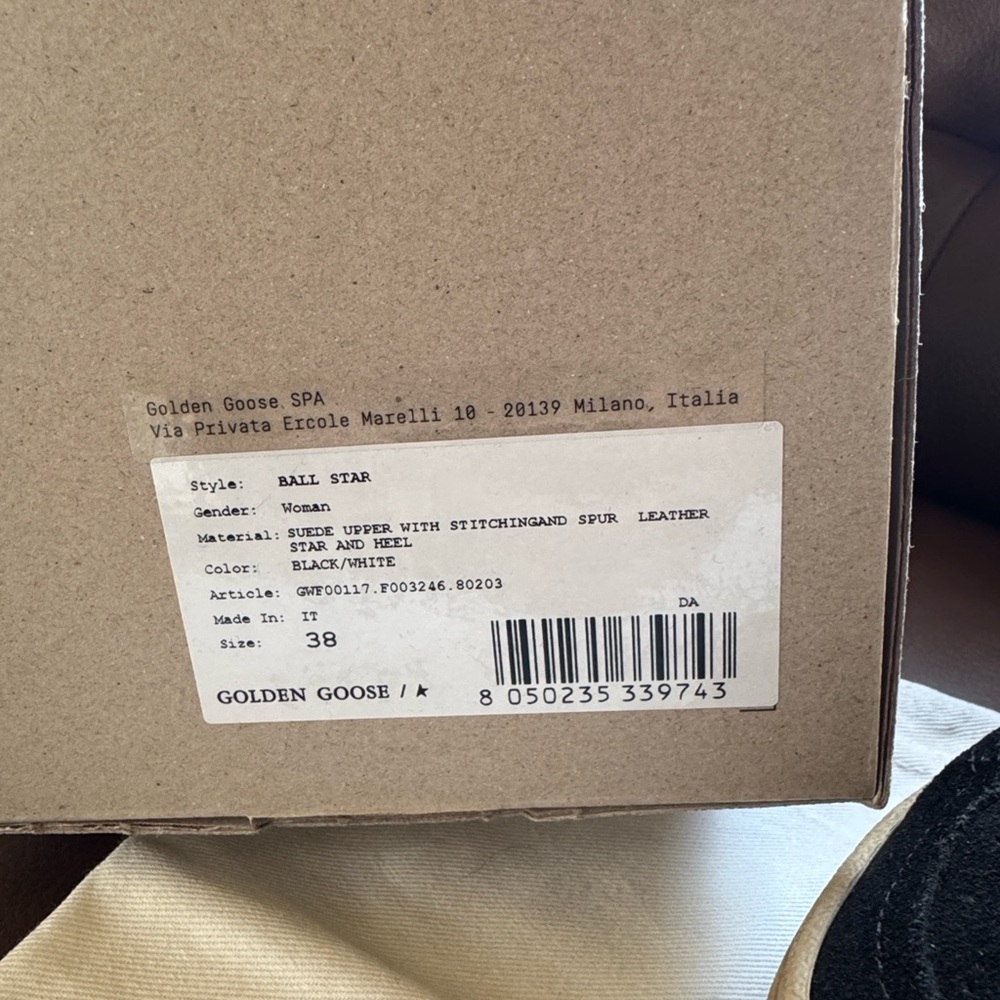 Golden Goose SPA
Via Privata Ercole Marelli 10 - 20139 Milano, Italia
Style: BALL STAR
Gender: Woman
Material: SUEDE UPPER WITH STITCHINGAND SPUR LEATHER
STAR AND HEEL
Color: BLACK/WHITE
Article: GWF00117.F003246.80203
Made In: IT
Size: 38
DA
GOLDEN GOOSE / ★
8 050235 339743